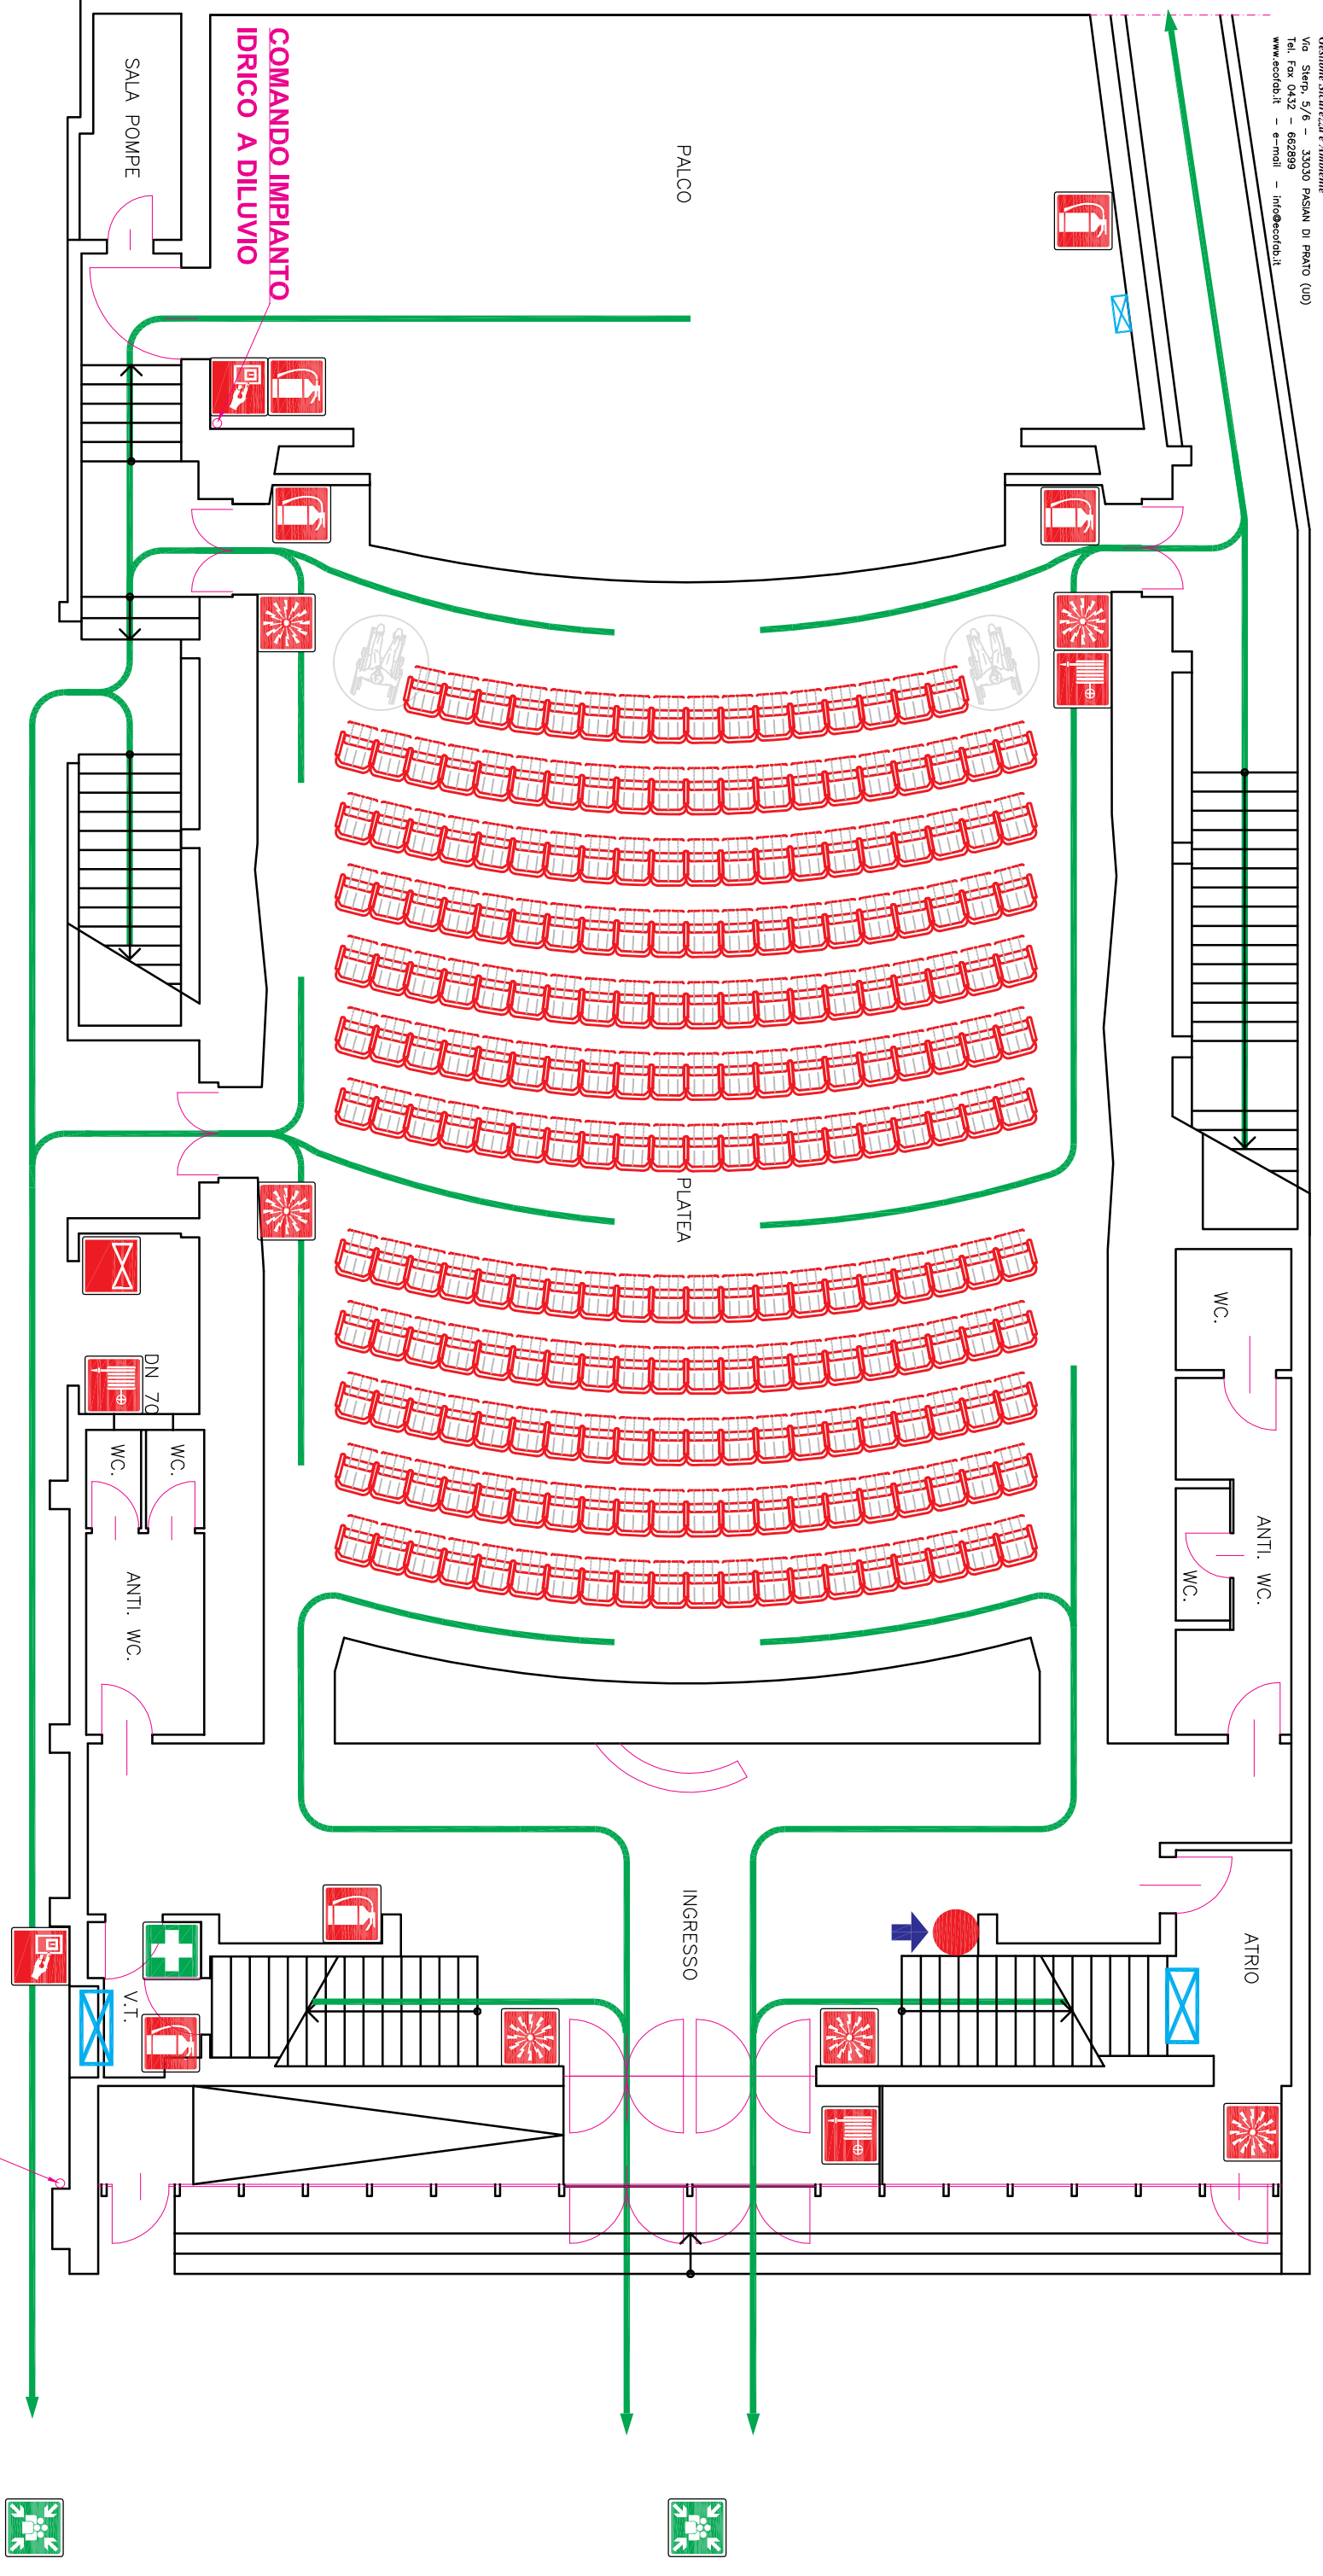 Via Sterp, 5/6 - 33030 PASIAN DI PRATO (UD)
Tel. Fax 0432 - 662899
www.ecofab.it - e-mail - info@ecofab.it
SALA POMPE
COMANDO IMPIANTO
IDRICO A DILUVIO
PALCO
PLATEA
WC.
ANTI. WC.
WC.
DN 70
WC.
WC.
ANTI. WC.
INGRESSO
ATRIO
V.T.